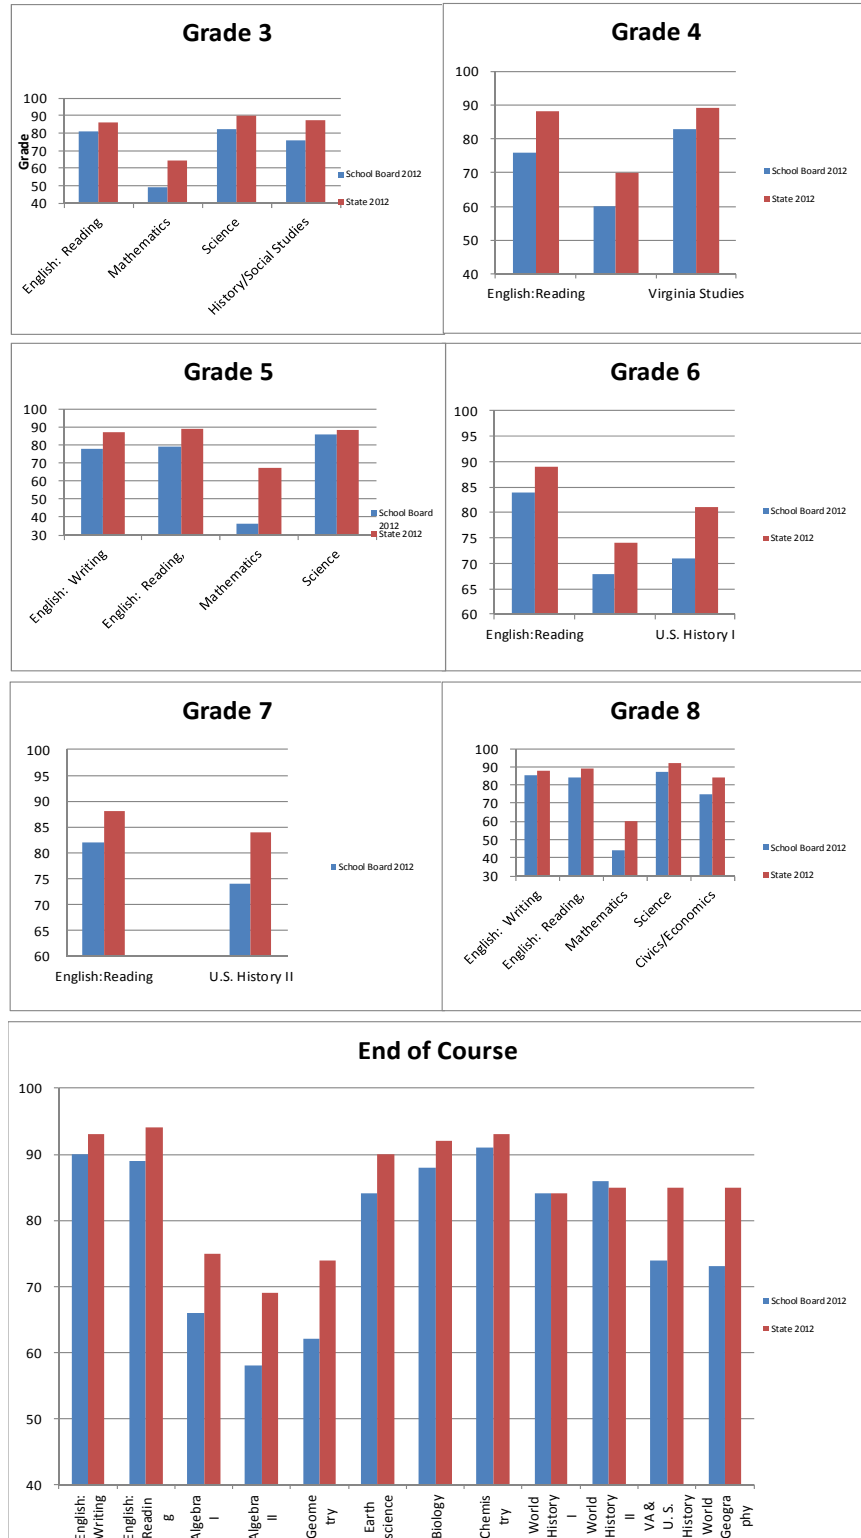 Grade 3
100
90
80
70
60
50
40
Grade
English: Reading
Mathematics
Science
History/Social Studies
School Board 2012
State 2012
Grade 4
100
90
80
70
60
50
40
English:Reading
Virginia Studies
School Board 2012
State 2012
Grade 5
100
90
80
70
60
50
40
30
English: Writing
English: Reading,
Mathematics
Science
School Board
2012
State 2012
Grade 6
100
95
90
85
80
75
70
65
60
English:Reading
U.S. History I
School Board 2012
State 2012
Grade 7
100
95
90
85
80
75
70
65
60
English:Reading
U.S. History II
School Board 2012
Grade 8
100
90
80
70
60
50
40
30
English: Writing
English: Reading,
Mathematics
Science
Civics/Economics
School Board 2012
State 2012
End of Course
100
90
80
70
60
50
40
English:
Writing
English:
Readin
g
Algebra
I
Algebra
II
Geome
try
Earth
science
Biology
Chemis
try
World
History
I
World
History
II
VA &
U. S.
History
World
Geogra
phy
School Board 2012
State 2012